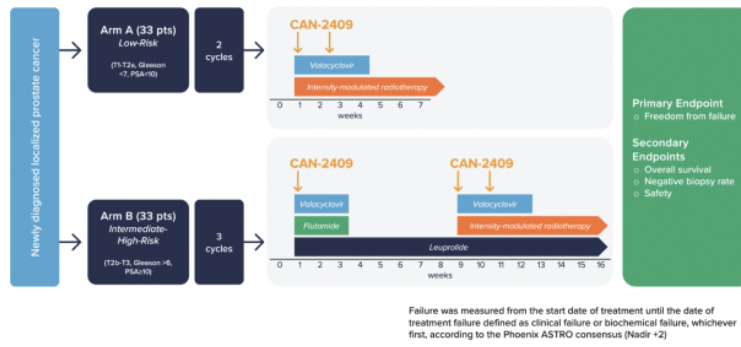 Newly diagnosed localized prostate cancer
Arm A (33 pts)
Low-Risk
(T1-T2a, Gleeson
<7, PSA<10)
2
cycles
CAN-2409
Valacyclovir
Intensity-modulated radiotherapy
0 1 2 3 4 5 6 7
weeks
Arm B (33 pts)
Intermediate-
High-Risk
(T2b-T3, Gleeson >6,
PSA≥10)
3
cycles
CAN-2409
CAN-2409
Valacyclovir
Valacyclovir
Flutamide
Intensity-modulated radiotherapy
Leuprolide
0 1 2 3 4 5 6 7 8 9 10 11 12 13 14 15 16
weeks
Primary Endpoint
○ Freedom from failure
Secondary
Endpoints
○ Overall survival
○ Negative biopsy rate
○ Safety
Failure was measured from the start date of treatment until the date of
treatment failure defined as clinical failure or biochemical failure, whichever
first, according to the Phoenix ASTRO consensus (Nadir +2)